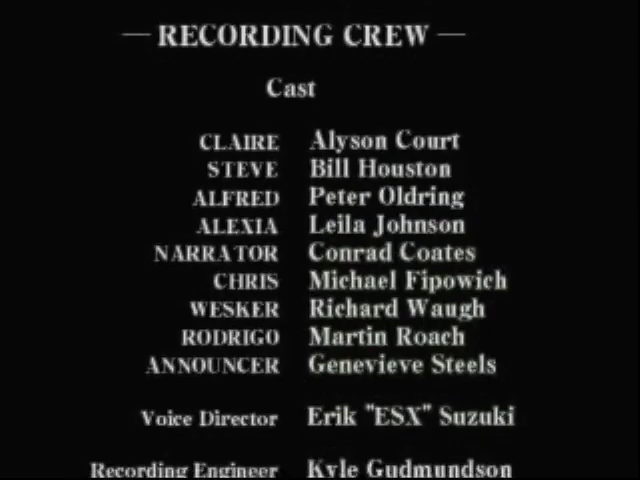 — RECORDING CREW —
Cast
CLAIRE Alyson Court
STEVE Bill Houston
ALFRED Peter Oldring
ALEXIA Leila Johnson
NARRATOR Conrad Coates
CHRIS Michael Fipowich
WESKER Richard Waugh
RODRIGO Martin Roach
ANNOUNCER Genevieve Steels
Voice Director Erik "ESX" Suzuki
Recording Engineer Kyle Gudmundson